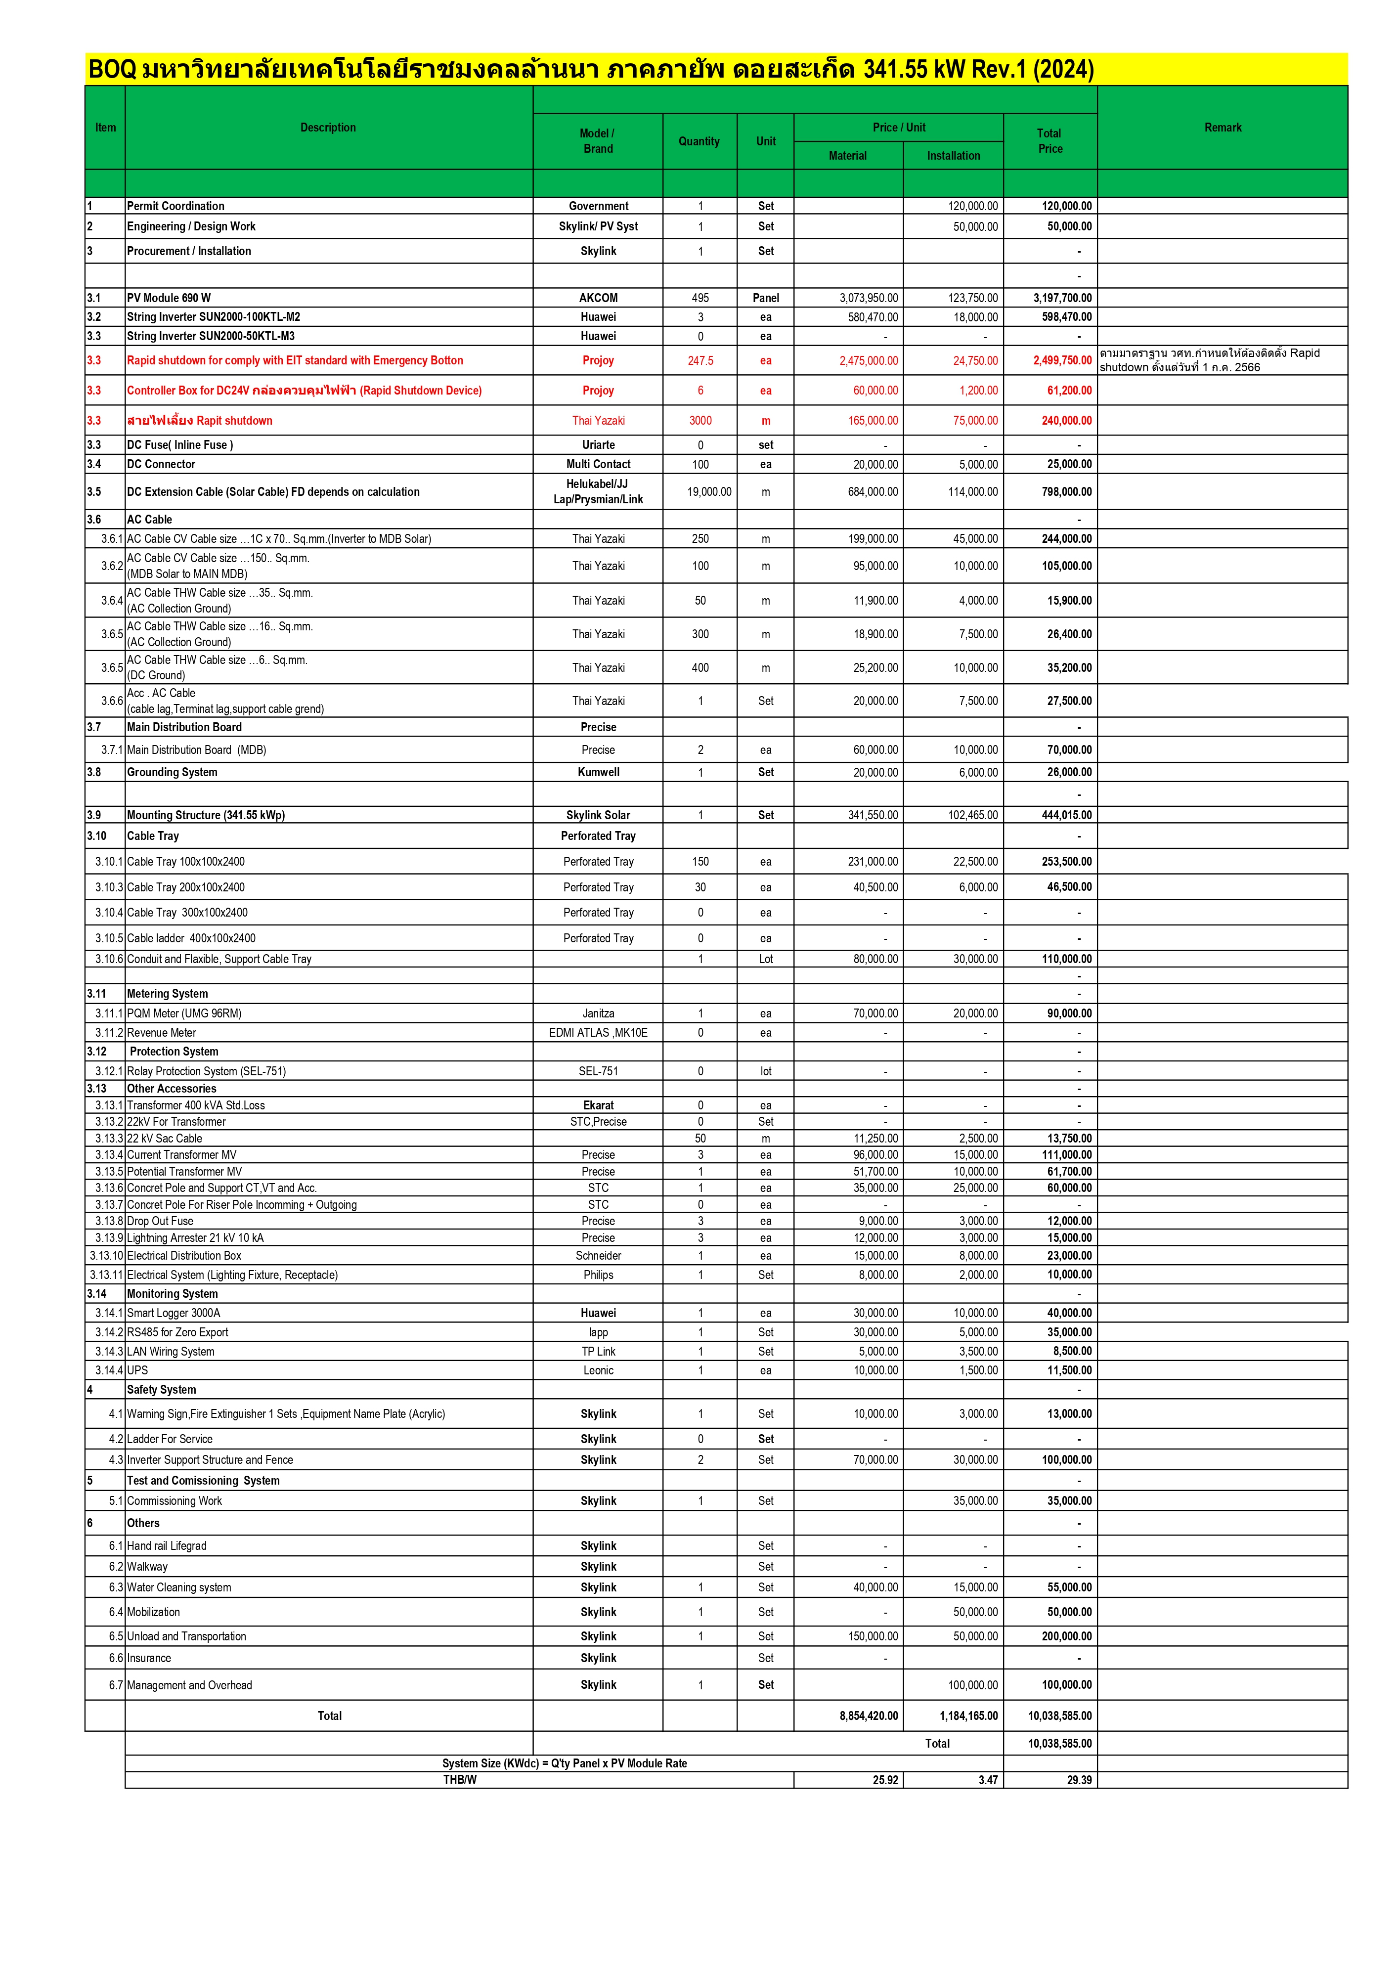 BOQ มหาวิทยาลัยเทคโนโลยีราชมงคลล้านนา ภาคภายัพ ดอยสะเก็ด 341.55 kW Rev.1 (2024)
Item Description Model / Brand Quantity Unit Price / Unit Total Price Remark
Material Installation
1 Permit Coordination Government 1 Set 120,000.00 120,000.00
2 Engineering / Design Work Skylink/ PV Syst 1 Set 50,000.00 50,000.00
3 Procurement / Installation Skylink 1 Set -
-
3.1 PV Module 690 W AKCOM 495 Panel 3,073,950.00 123,750.00 3,197,700.00
3.2 String Inverter SUN2000-100KTL-M2 Huawei 3 ea 580,470.00 18,000.00 598,470.00
3.3 String Inverter SUN2000-50KTL-M3 Huawei 0 ea - - -
3.3 Rapid shutdown for comply with EIT standard with Emergency Botton Projoy 247.5 ea 2,475,000.00 24,750.00 2,499,750.00 ตามมาตราฐาน วศท.กำหนดให้ต้องติดตั้ง Rapid
shutdown ตั้งแต่วันที่ 1 ก.ค. 2566
3.3 Controller Box for DC24V กล่องควบคุมไฟฟ้า (Rapid Shutdown Device) Projoy 6 ea 60,000.00 1,200.00 61,200.00
3.3 สายไฟเลี้ยง Rapit shutdown Thai Yazaki 3000 m 165,000.00 75,000.00 240,000.00
3.3 DC Fuse( Inline Fuse ) Uriarte 0 set - - -
3.4 DC Connector Multi Contact 100 ea 20,000.00 5,000.00 25,000.00
3.5 DC Extension Cable (Solar Cable) FD depends on calculation Helukabel/JJ Lap/Prysmian/Link 19,000.00 m 684,000.00 114,000.00 798,000.00
3.6 AC Cable -
3.6.1 AC Cable CV Cable size …1C x 70.. Sq.mm.(Inverter to MDB Solar) Thai Yazaki 250 m 199,000.00 45,000.00 244,000.00
3.6.2 AC Cable CV Cable size …150.. Sq.mm.
(MDB Solar to MAIN MDB) Thai Yazaki 100 m 95,000.00 10,000.00 105,000.00
3.6.4 AC Cable THW Cable size …35.. Sq.mm.
(AC Collection Ground) Thai Yazaki 50 m 11,900.00 4,000.00 15,900.00
3.6.5 AC Cable THW Cable size …16.. Sq.mm.
(AC Collection Ground) Thai Yazaki 300 m 18,900.00 7,500.00 26,400.00
3.6.5 AC Cable THW Cable size …6.. Sq.mm.
(DC Ground) Thai Yazaki 400 m 25,200.00 10,000.00 35,200.00
3.6.6 Acc . AC Cable
(cable lag,Terminat lag,support cable grend) Thai Yazaki 1 Set 20,000.00 7,500.00 27,500.00
3.7 Main Distribution Board Precise -
3.7.1 Main Distribution Board (MDB) Precise 2 ea 60,000.00 10,000.00 70,000.00
3.8 Grounding System Kumwell 1 Set 20,000.00 6,000.00 26,000.00
-
3.9 Mounting Structure (341.55 kWp) Skylink Solar 1 Set 341,550.00 102,465.00 444,015.00
3.10 Cable Tray Perforated Tray -
3.10.1 Cable Tray 100x100x2400 Perforated Tray 150 ea 231,000.00 22,500.00 253,500.00
3.10.3 Cable Tray 200x100x2400 Perforated Tray 30 ea 40,500.00 6,000.00 46,500.00
3.10.4 Cable Tray 300x100x2400 Perforated Tray 0 ea - - -
3.10.5 Cable ladder 400x100x2400 Perforated Tray 0 ea - - -
3.10.6 Conduit and Flaxible, Support Cable Tray 1 Lot 80,000.00 30,000.00 110,000.00
-
3.11 Metering System -
3.11.1 PQM Meter (UMG 96RM) Janitza 1 ea 70,000.00 20,000.00 90,000.00
3.11.2 Revenue Meter EDMI ATLAS ,MK10E 0 ea - - -
3.12 Protection System -
3.12.1 Relay Protection System (SEL-751) SEL-751 0 lot - - -
3.13 Other Accessories -
3.13.1 Transformer 400 kVA Std.Loss Ekarat 0 ea - - -
3.13.2 22kV For Transformer STC,Precise 0 Set - - -
3.13.3 22 kV Sac Cable 50 m 11,250.00 2,500.00 13,750.00
3.13.4 Current Transformer MV Precise 3 ea 96,000.00 15,000.00 111,000.00
3.13.5 Potential Transformer MV Precise 1 ea 51,700.00 10,000.00 61,700.00
3.13.6 Concret Pole and Support CT,VT and Acc. STC 1 ea 35,000.00 25,000.00 60,000.00
3.13.7 Concret Pole For Riser Pole Incomming + Outgoing STC 0 ea - - -
3.13.8 Drop Out Fuse Precise 3 ea 9,000.00 3,000.00 12,000.00
3.13.9 Lightning Arrester 21 kV 10 kA Precise 3 ea 12,000.00 3,000.00 15,000.00
3.13.10 Electrical Distribution Box Schneider 1 ea 15,000.00 8,000.00 23,000.00
3.13.11 Electrical System (Lighting Fixture, Receptacle) Philips 1 Set 8,000.00 2,000.00 10,000.00
3.14 Monitoring System -
3.14.1 Smart Logger 3000A Huawei 1 ea 30,000.00 10,000.00 40,000.00
3.14.2 RS485 for Zero Export lapp 1 Set 30,000.00 5,000.00 35,000.00
3.14.3 LAN Wiring System TP Link 1 Set 5,000.00 3,500.00 8,500.00
3.14.4 UPS Leonic 1 ea 10,000.00 1,500.00 11,500.00
4 Safety System -
4.1 Warning Sign,Fire Extinguisher 1 Sets ,Equipment Name Plate (Acrylic) Skylink 1 Set 10,000.00 3,000.00 13,000.00
4.2 Ladder For Service Skylink 0 Set - - -
4.3 Inverter Support Structure and Fence Skylink 2 Set 70,000.00 30,000.00 100,000.00
5 Test and Comissioning System -
5.1 Commissioning Work Skylink 1 Set 35,000.00 35,000.00
6 Others -
6.1 Hand rail Lifegrad Skylink Set - - -
6.2 Walkway Skylink Set - - -
6.3 Water Cleaning system Skylink 1 Set 40,000.00 15,000.00 55,000.00
6.4 Mobilization Skylink 1 Set - 50,000.00 50,000.00
6.5 Unload and Transportation Skylink 1 Set 150,000.00 50,000.00 200,000.00
6.6 Insurance Skylink Set - -
6.7 Management and Overhead Skylink 1 Set 100,000.00 100,000.00
Total 8,854,420.00 1,184,165.00 10,038,585.00
Total 10,038,585.00
System Size (KWdc) = Q'ty Panel x PV Module Rate
THB/W 25.92 3.47 29.39